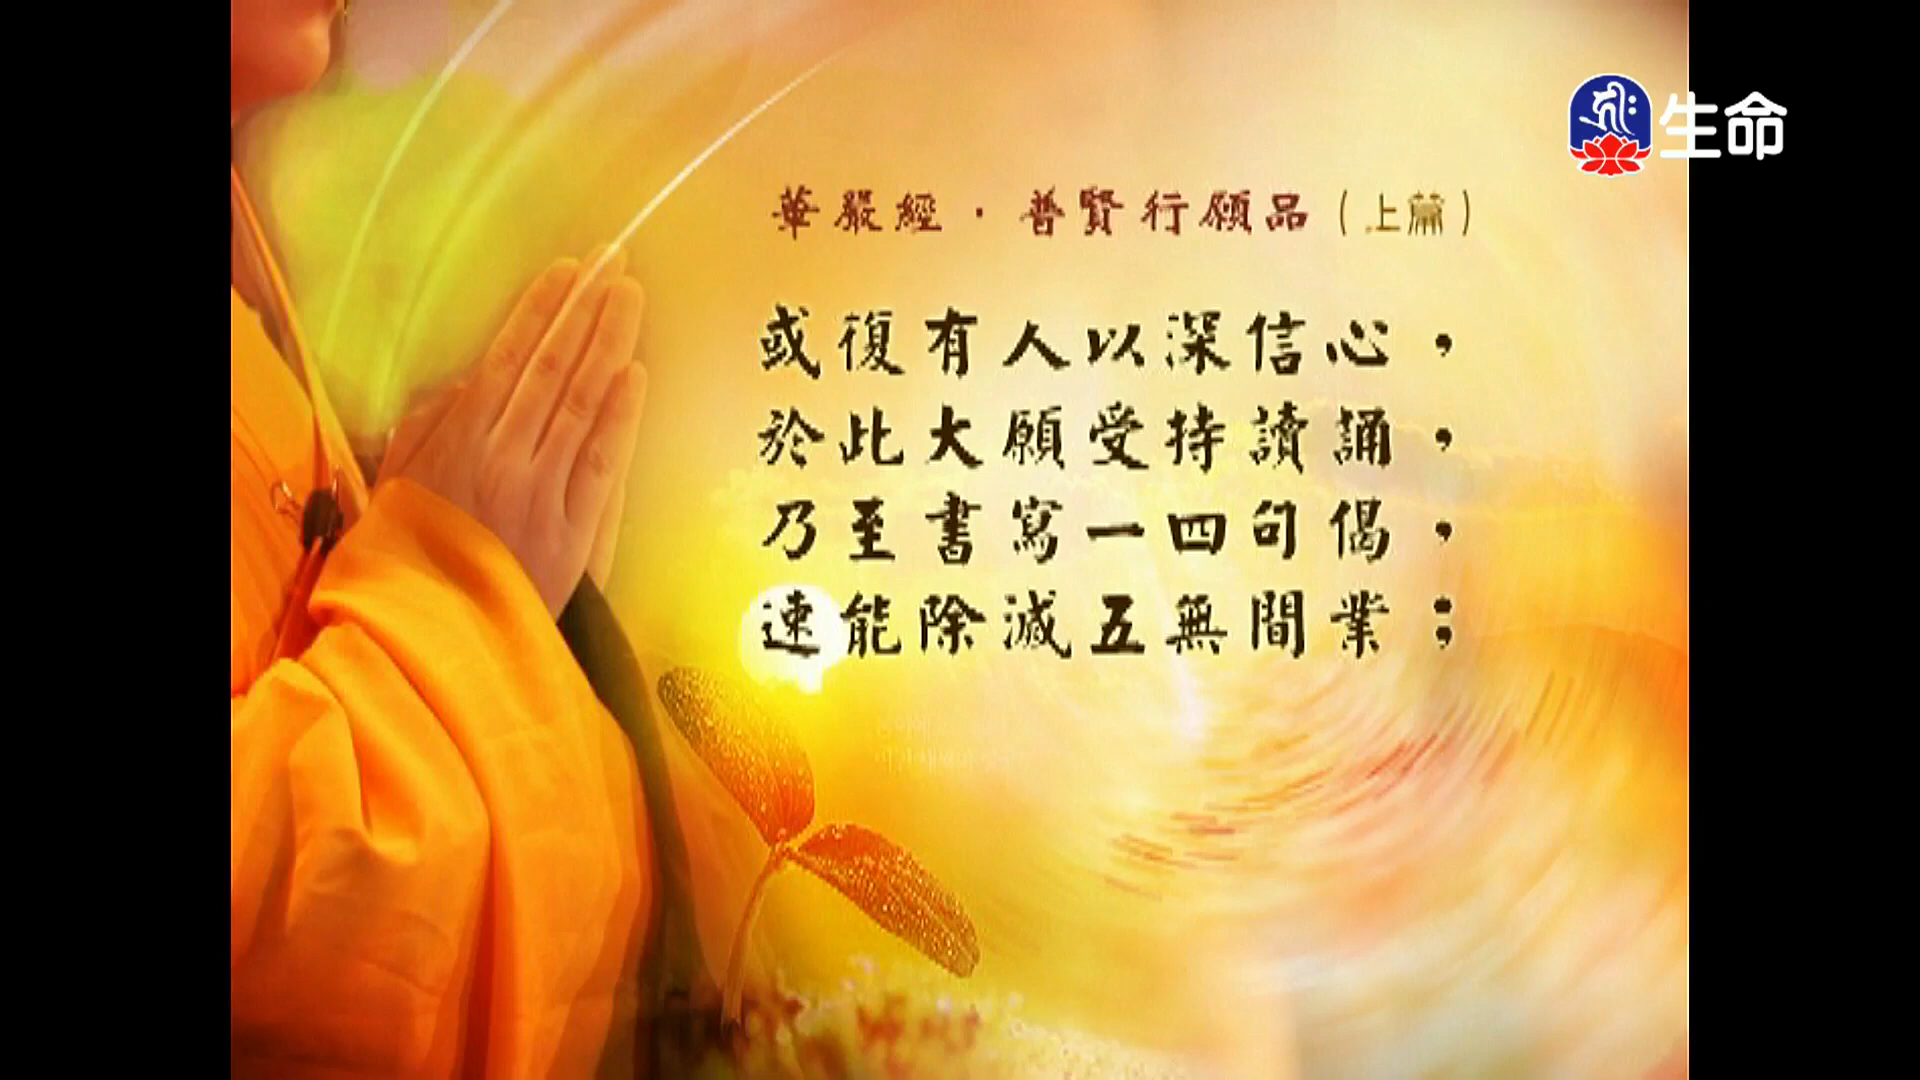 生命
華嚴經·普賢行願品(上篇)
或復有人以深信心,
於此大願受持讀誦,
乃至書寫一四句偈,
速能除滅五無間業;